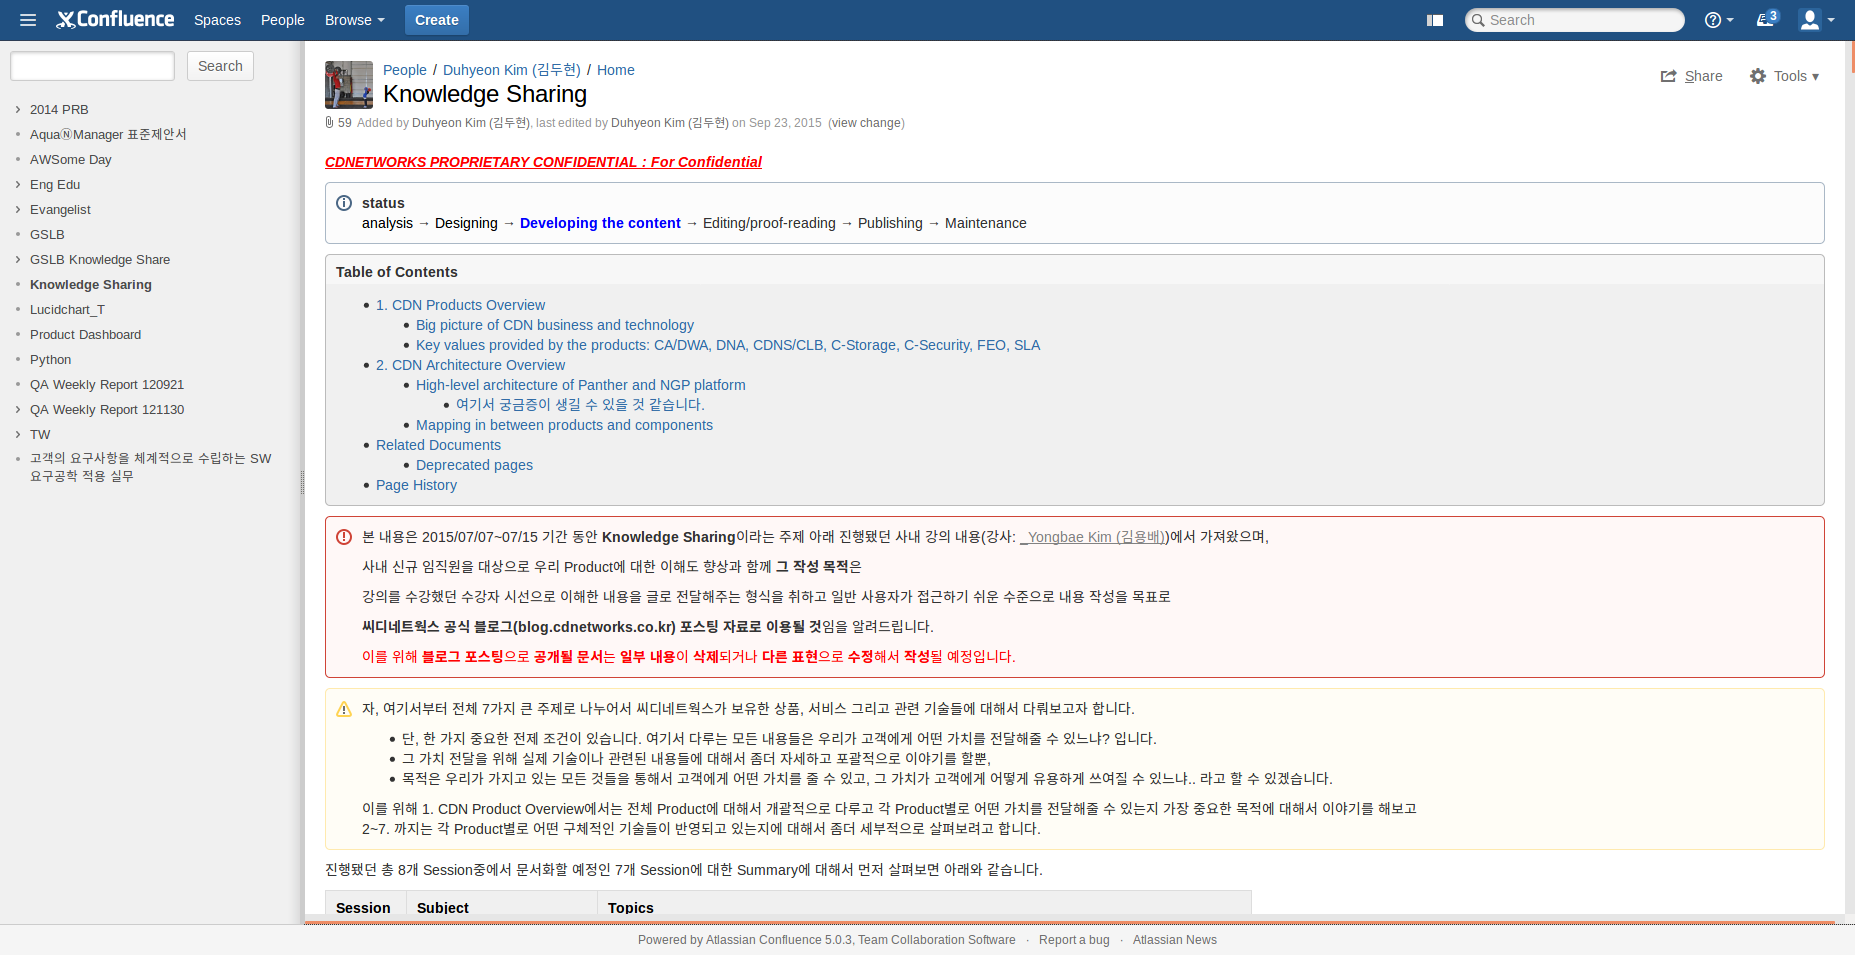 Confluence Spaces People Browse Create Search 3
Search
2014 PRB
AquaⓃManager 표준제안서
AWSome Day
Eng Edu
Evangelist
GSLB
GSLB Knowledge Share
Knowledge Sharing
Lucidchart_T
Product Dashboard
Python
QA Weekly Report 120921
QA Weekly Report 121130
TW
고객의 요구사항을 체계적으로 수립하는 SW
요구공학 적용 실무
People / Duhyeon Kim (김두현) / Home
Knowledge Sharing
Share Tools
59 Added by Duhyeon Kim (김두현), last edited by Duhyeon Kim (김두현) on Sep 23, 2015 (view change)
CDNETWORKS PROPRIETARY CONFIDENTIAL : For Confidential
status
analysis → Designing → Developing the content → Editing/proof-reading → Publishing → Maintenance
Table of Contents
1. CDN Products Overview
Big picture of CDN business and technology
Key values provided by the products: CA/DWA, DNA, CDNS/CLB, C-Storage, C-Security, FEO, SLA
2. CDN Architecture Overview
High-level architecture of Panther and NGP platform
여기서 궁금증이 생길 수 있을 것 같습니다.
Mapping in between products and components
Related Documents
Deprecated pages
Page History
본 내용은 2015/07/07~07/15 기간 동안 Knowledge Sharing이라는 주제 아래 진행됐던 사내 강의 내용(강사: _Yongbae Kim (김용배))에서 가져왔으며,
사내 신규 임직원을 대상으로 우리 Product에 대한 이해도 향상과 함께 그 작성 목적은
강의를 수강했던 수강자 시선으로 이해한 내용을 글로 전달해주는 형식을 취하고 일반 사용자가 접근하기 쉬운 수준으로 내용 작성을 목표로
씨디네트웍스 공식 블로그(blog.cdnetworks.co.kr) 포스팅 자료로 이용될 것임을 알려드립니다.
이를 위해 블로그 포스팅으로 공개될 문서는 일부 내용이 삭제되거나 다른 표현으로 수정해서 작성될 예정입니다.
자, 여기서부터 전체 7가지 큰 주제로 나누어서 씨디네트웍스가 보유한 상품, 서비스 그리고 관련 기술들에 대해서 다뤄보고자 합니다.
단, 한 가지 중요한 전제 조건이 있습니다. 여기서 다루는 모든 내용들은 우리가 고객에게 어떤 가치를 전달해줄 수 있느냐? 입니다.
그 가치 전달을 위해 실제 기술이나 관련된 내용들에 대해서 좀더 자세하고 포괄적으로 이야기를 할뿐,
목적은 우리가 가지고 있는 모든 것들을 통해서 고객에게 어떤 가치를 줄 수 있고, 그 가치가 고객에게 어떻게 유용하게 쓰여질 수 있느냐.. 라고 할 수 있겠습니다.
이를 위해 1. CDN Product Overview에서는 전체 Product에 대해서 개괄적으로 다루고 각 Product별로 어떤 가치를 전달해줄 수 있는지 가장 중요한 목적에 대해서 이야기를 해보고
2~7. 까지는 각 Product별로 어떤 구체적인 기술들이 반영되고 있는지에 대해서 좀더 세부적으로 살펴보려고 합니다.
진행됐던 총 8개 Session중에서 문서화할 예정인 7개 Session에 대한 Summary에 대해서 먼저 살펴보면 아래와 같습니다.
Session Subject Topics
Powered by Atlassian Confluence 5.0.3, Team Collaboration Software · Report a bug · Atlassian News